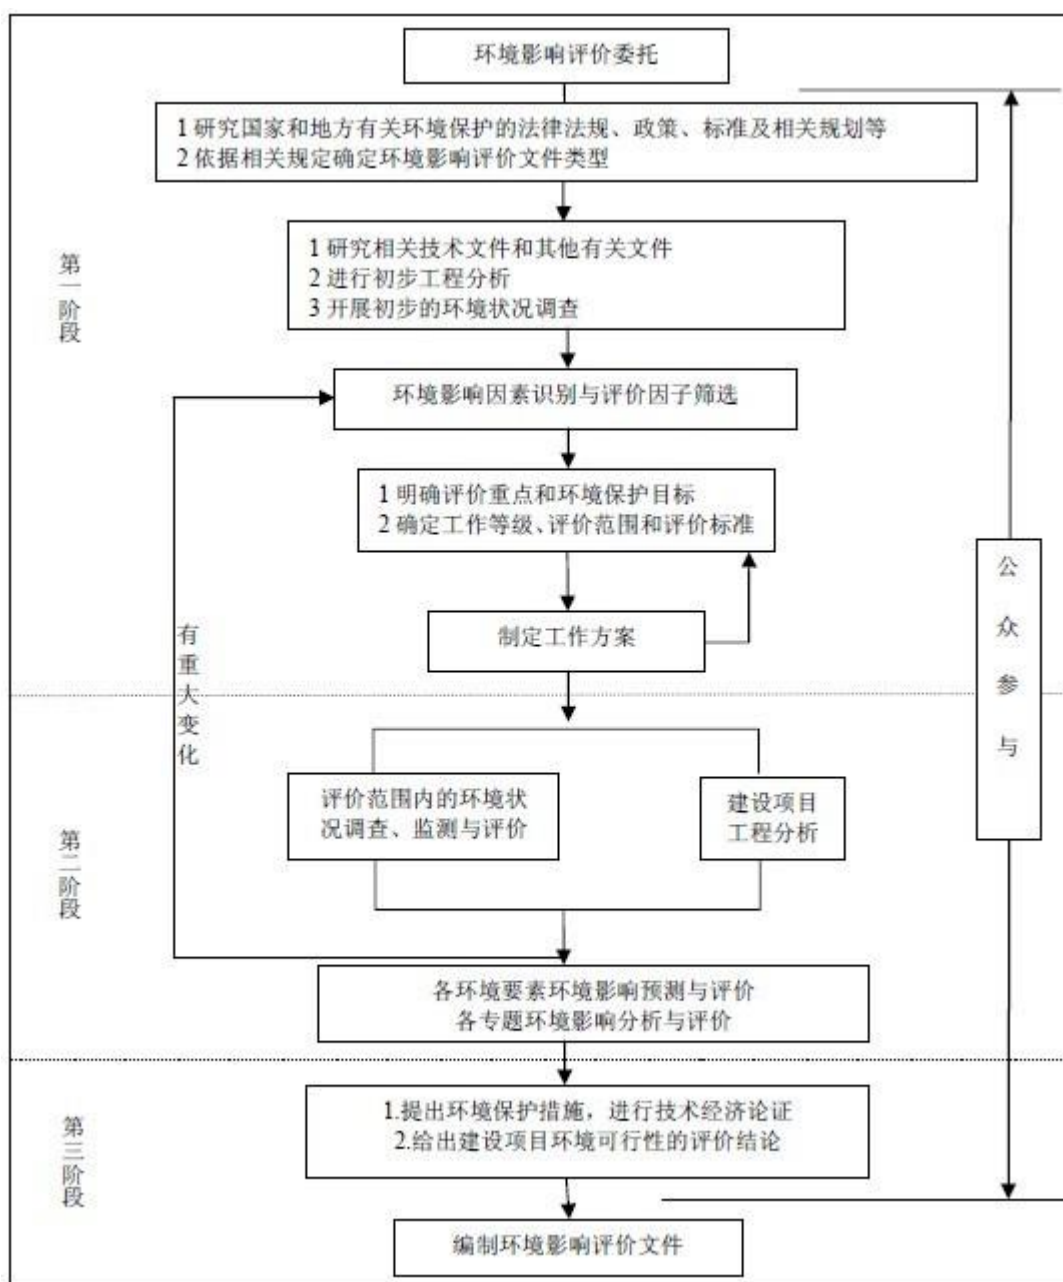 环境影响评价委托
1 研究国家和地方有关环境保护的法律法规、政策、标准及相关规划等
2 依据相关规定确定环境影响评价文件类型
第一阶段
1 研究相关技术文件和其他有关文件
2 进行初步工程分析
3 开展初步的环境状况调查
环境影响因素识别与评价因子筛选
1 明确评价重点和环境保护目标
2 确定工作等级、评价范围和评价标准
公众参与
制定工作方案
有重大变化
第二阶段
评价范围内的环境状
况调查、监测与评价
建设项目
工程分析
各环境要素环境影响预测与评价
各专题环境影响分析与评价
第三阶段
1.提出环境保护措施，进行技术经济论证
2.给出建设项目环境可行性的评价结论
编制环境影响评价文件